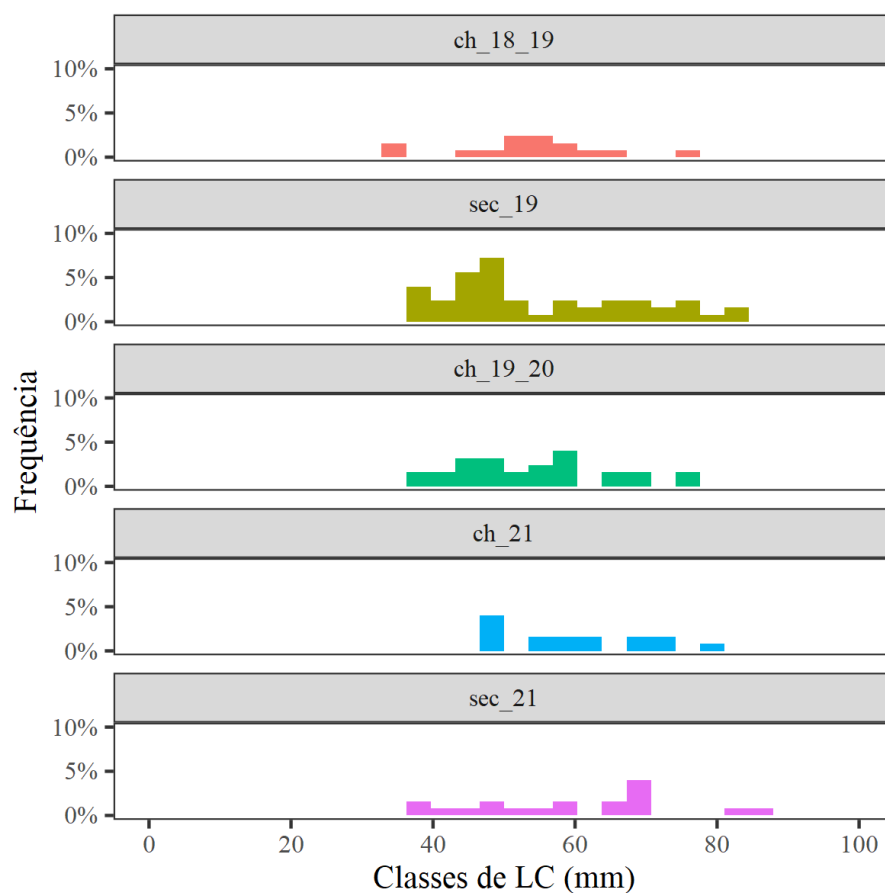 ch_18_19
10%
5%
0%
sec_19
10%
5%
0%
ch_19_20
10%
5%
0%
ch_21
10%
5%
0%
sec_21
10%
5%
0%
Frequência
0 20 40 60 80 100
Classes de LC (mm)